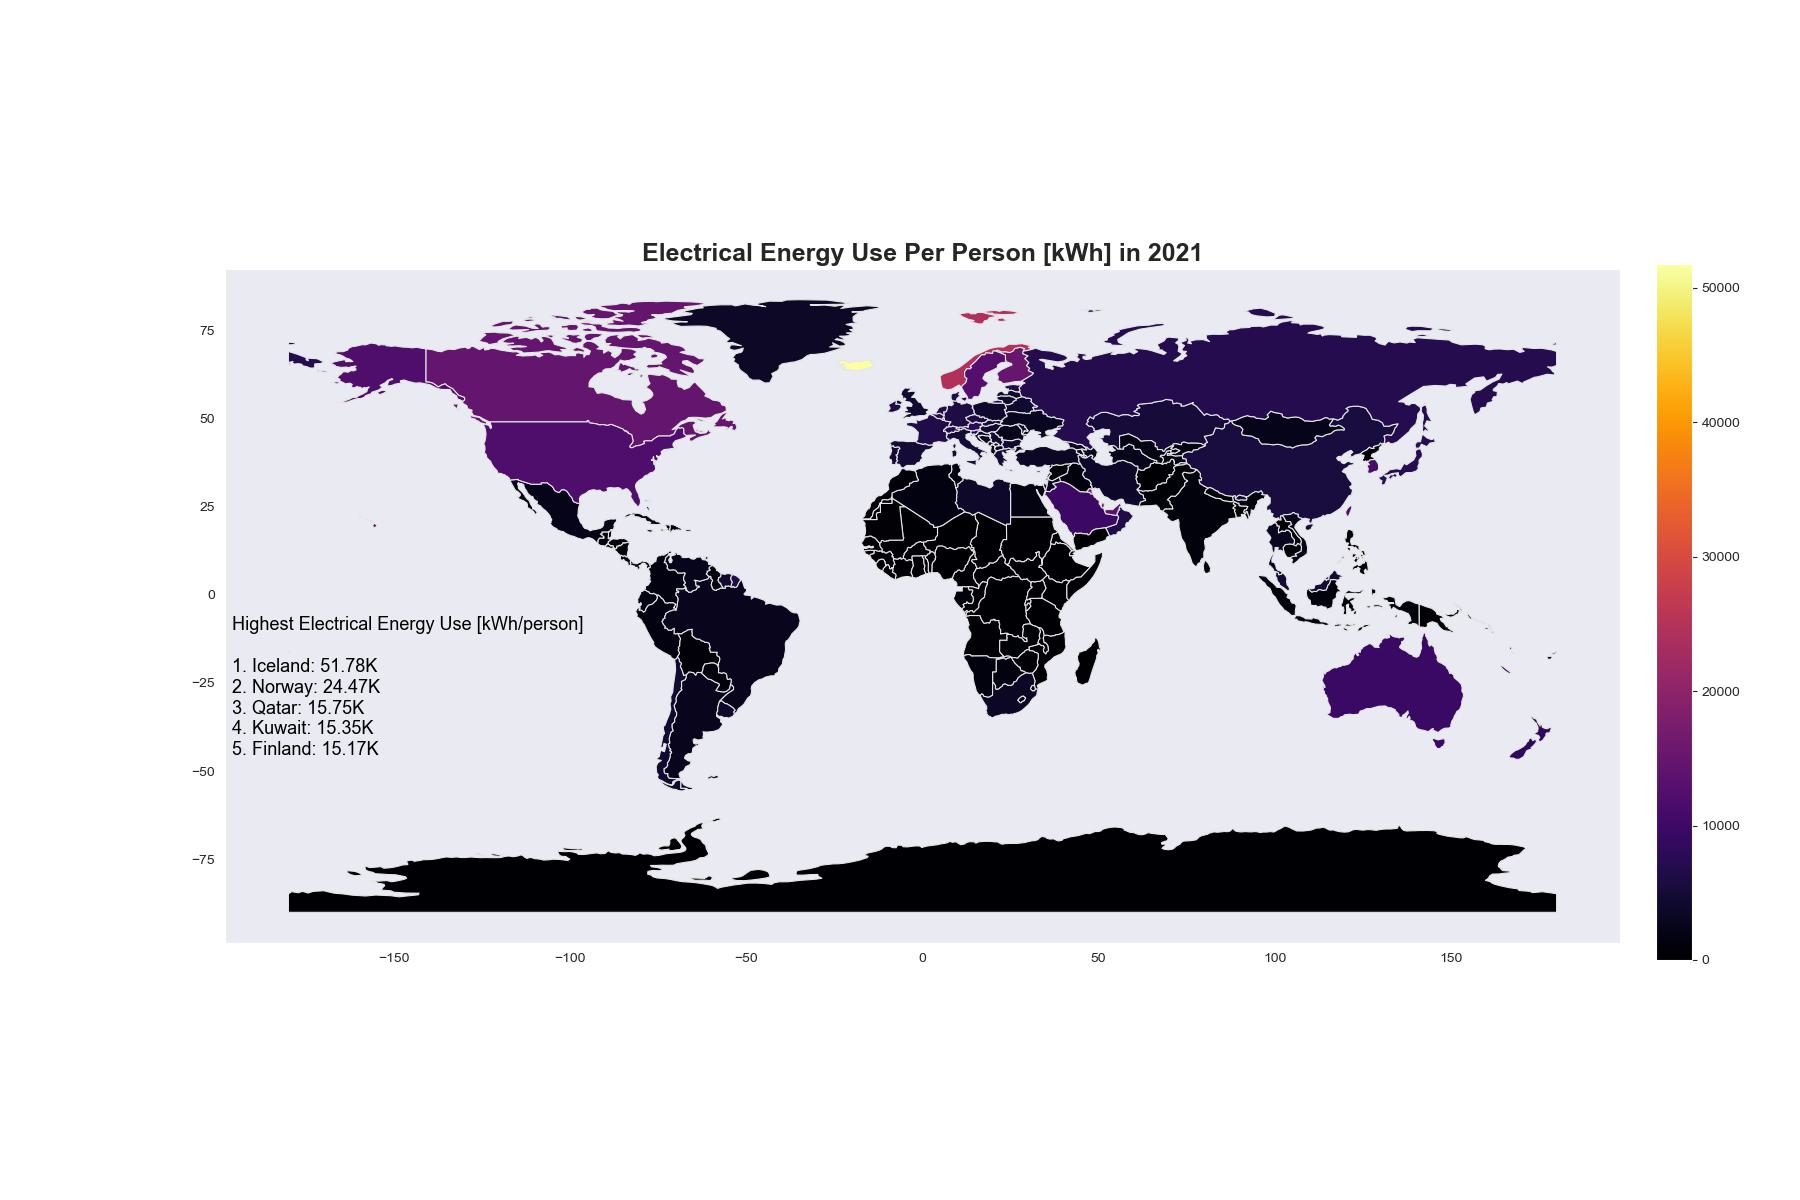 Electrical Energy Use Per Person [kWh] in 2021
75
50
25
0
−25
−50
−75
Highest Electrical Energy Use [kWh/person]
1. Iceland: 51.78K
2. Norway: 24.47K
3. Qatar: 15.75K
4. Kuwait: 15.35K
5. Finland: 15.17K
−150
−100
−50
0
50
100
150
50000
40000
30000
20000
10000
0